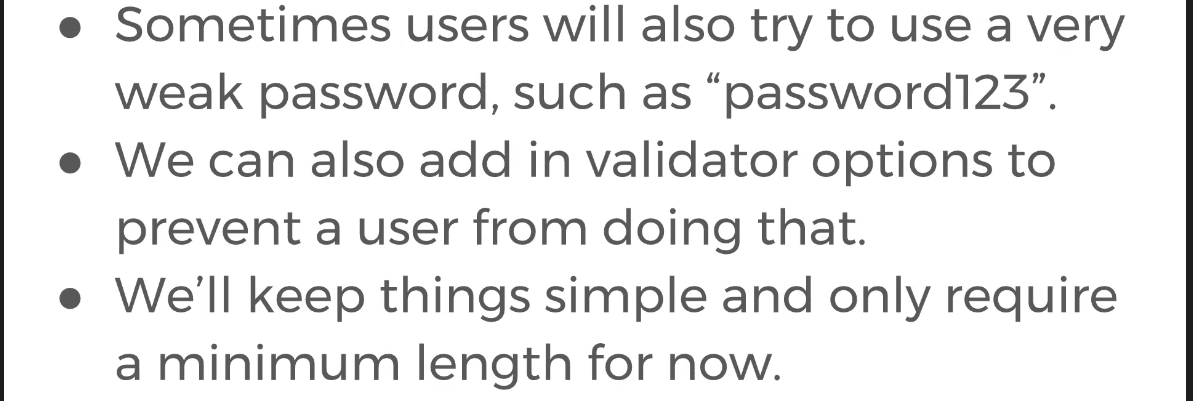 • Sometimes users will also try to use a very
weak password, such as “password123”.
• We can also add in validator options to
prevent a user from doing that.
• We’ll keep things simple and only require
a minimum length for now.